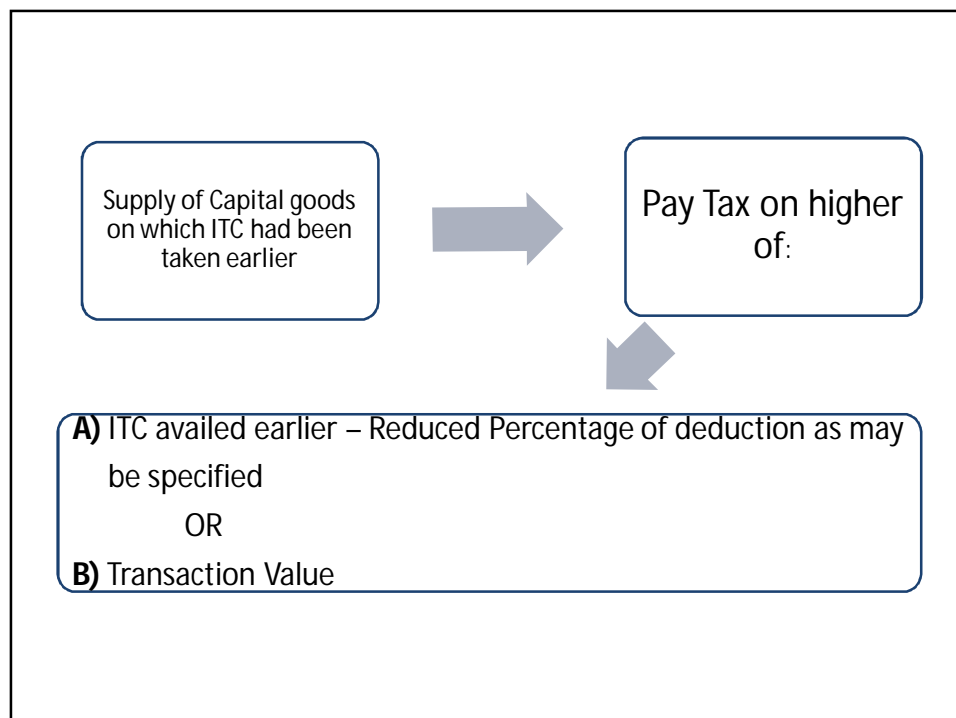 Supply of Capital goods
on which ITC had been
taken earlier
Pay Tax on higher
of:
A) ITC availed earlier – Reduced Percentage of deduction as may
be specified
OR
B) Transaction Value